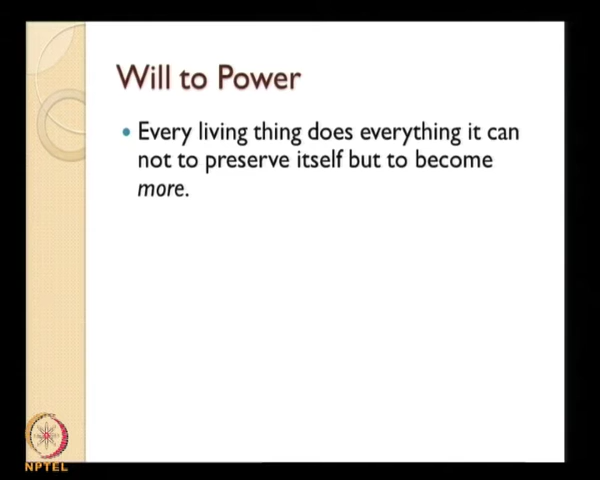 Will to Power
Every living thing does everything it can
not to preserve itself but to become
more.
NPTEL